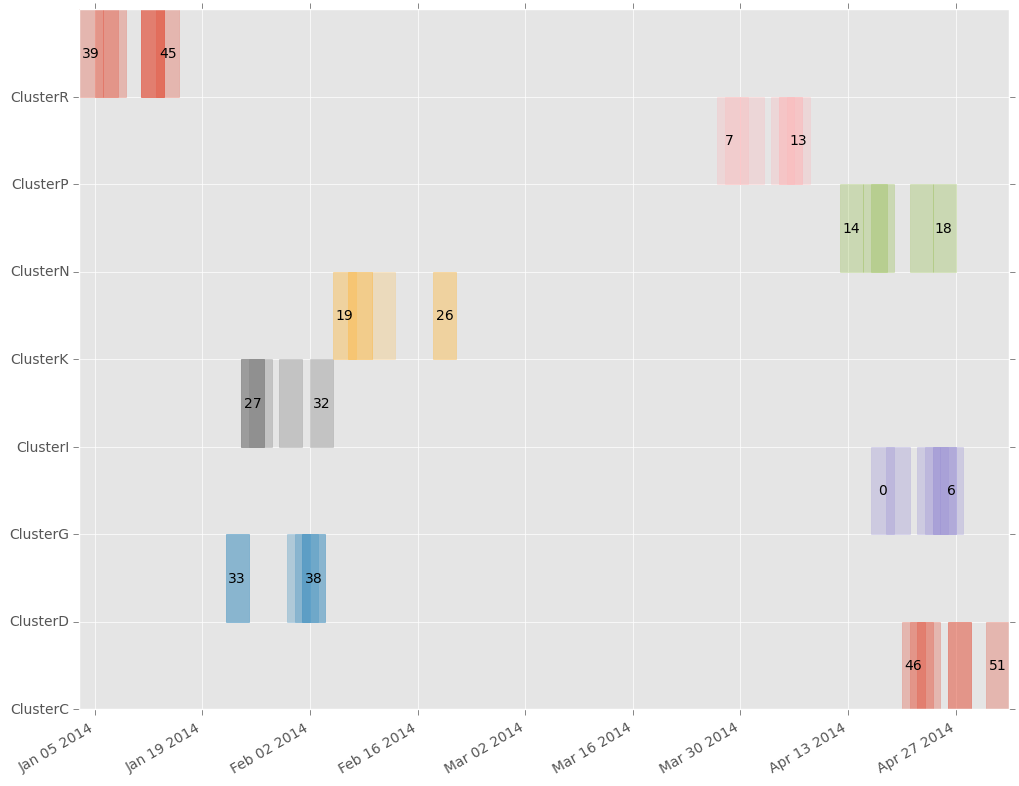 39 45
ClusterR
7 13
ClusterP
14 18
ClusterN
19 26
ClusterK
27 32
ClusterI
0 6
ClusterG
33 38
ClusterD
46 51
ClusterC
Jan 05 2014 Jan 19 2014 Feb 02 2014 Feb 16 2014 Mar 02 2014 Mar 16 2014 Mar 30 2014 Apr 13 2014 Apr 27 2014